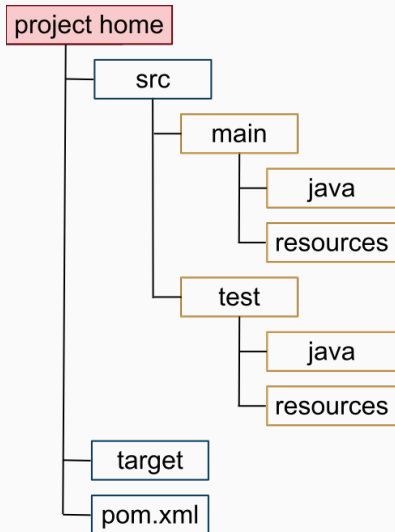 project home
src
main
java
resources
test
java
resources
target
pom.xml